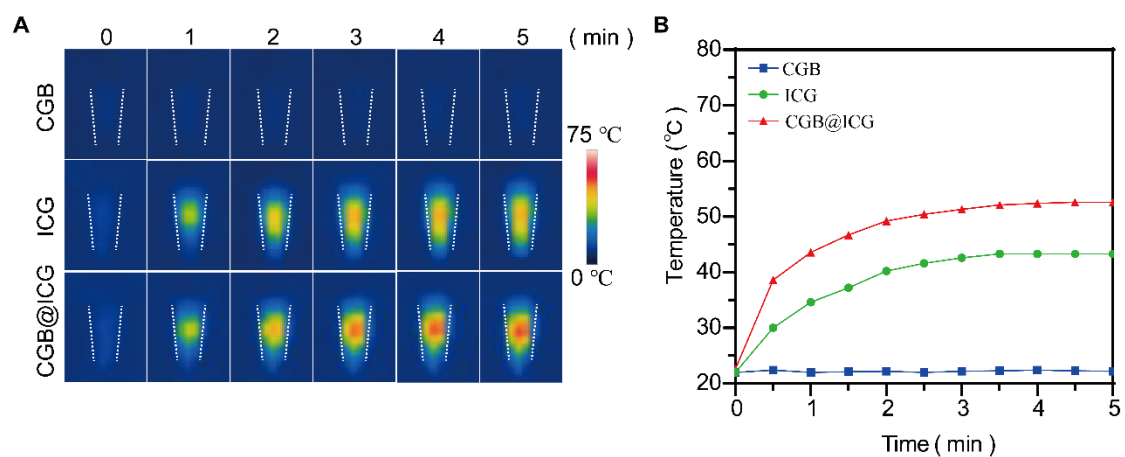 A
0 1 2 3 4 5 ( min )
CGB
ICG
CGB@ICG
75 ℃
0 ℃
B
CGB
ICG
CGB@ICG
Temperature (℃)
80
70
60
50
40
30
20
0 1 2 3 4 5
Time ( min )